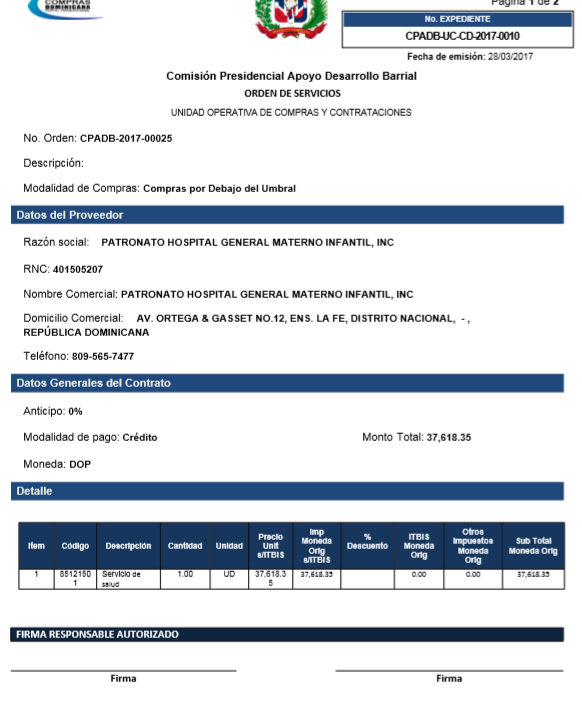 COMPRAS
DOMINICANA
Página 1 de 2
No. EXPEDIENTE
CPADB-UC-CD-2017-0010
Fecha de emisión: 28/03/2017
Comisión Presidencial Apoyo Desarrollo Barrial
ORDEN DE SERVICIOS
UNIDAD OPERATIVA DE COMPRAS Y CONTRATACIONES
No. Orden: CPADB-2017-00025
Descripción:
Modalidad de Compras: Compras por Debajo del Umbral
Datos del Proveedor
Razón social: PATRONATO HOSPITAL GENERAL MATERNO INFANTIL, INC
RNC: 401505207
Nombre Comercial: PATRONATO HOSPITAL GENERAL MATERNO INFANTIL, INC
Domicilio Comercial: AV. ORTEGA & GASSET NO.12, ENS. LA FE, DISTRITO NACIONAL, - ,
REPÚBLICA DOMINICANA
Teléfono: 809-565-7477
Datos Generales del Contrato
Anticipo: 0%
Modalidad de pago: Crédito Monto Total: 37,618.35
Moneda: DOP
Detalle
Item Código Descripción Cantidad Unidad Precio Unit s/ITBIS Imp Moneda Orig s/ITBIS % Descuento ITBIS Moneda Orig Otros Impuestos Moneda Orig Sub Total Moneda Orig
1 8512150 Servicio de 1.00 UD 37,618.3 37,618.35 0.00 0.00 37,618.35
1 salud 5
FIRMA RESPONSABLE AUTORIZADO
Firma Firma